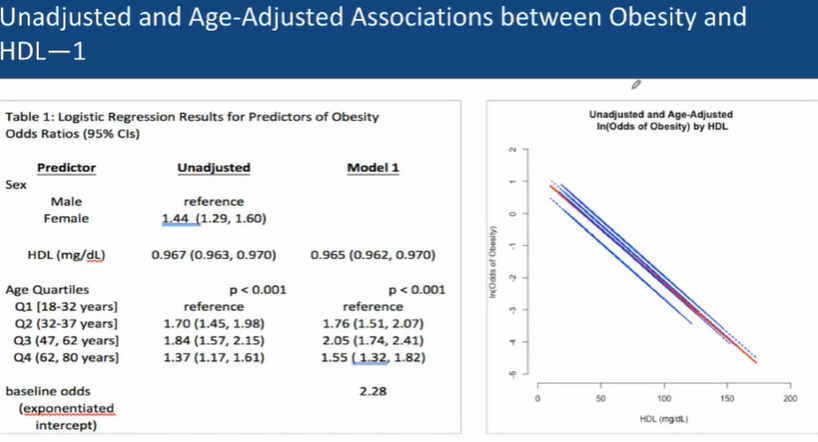 Unadjusted and Age-Adjusted Associations between Obesity and
HDL—1
Table 1: Logistic Regression Results for Predictors of Obesity
Odds Ratios (95% CIs)
Predictor Unadjusted Model 1
Sex
Male reference
Female 1.44 (1.29, 1.60)
HDL (mg/dL) 0.967 (0.963, 0.970) 0.965 (0.962, 0.970)
Age Quartiles p < 0.001 p < 0.001
Q1 [18-32 years] reference reference
Q2 (32-37 years] 1.70 (1.45, 1.98) 1.76 (1.51, 2.07)
Q3 (47, 62 years] 1.84 (1.57, 2.15) 2.05 (1.74, 2.41)
Q4 (62, 80 years] 1.37 (1.17, 1.61) 1.55 ( 1.32, 1.82)
baseline odds 2.28
(exponentiated
intercept)
Unadjusted and Age-Adjusted
ln(Odds of Obesity) by HDL
ln(Odds of Obesity)
2
1
0
-1
-2
-3
-4
-5
0 50 100 150 200
HDL (mg/dL)